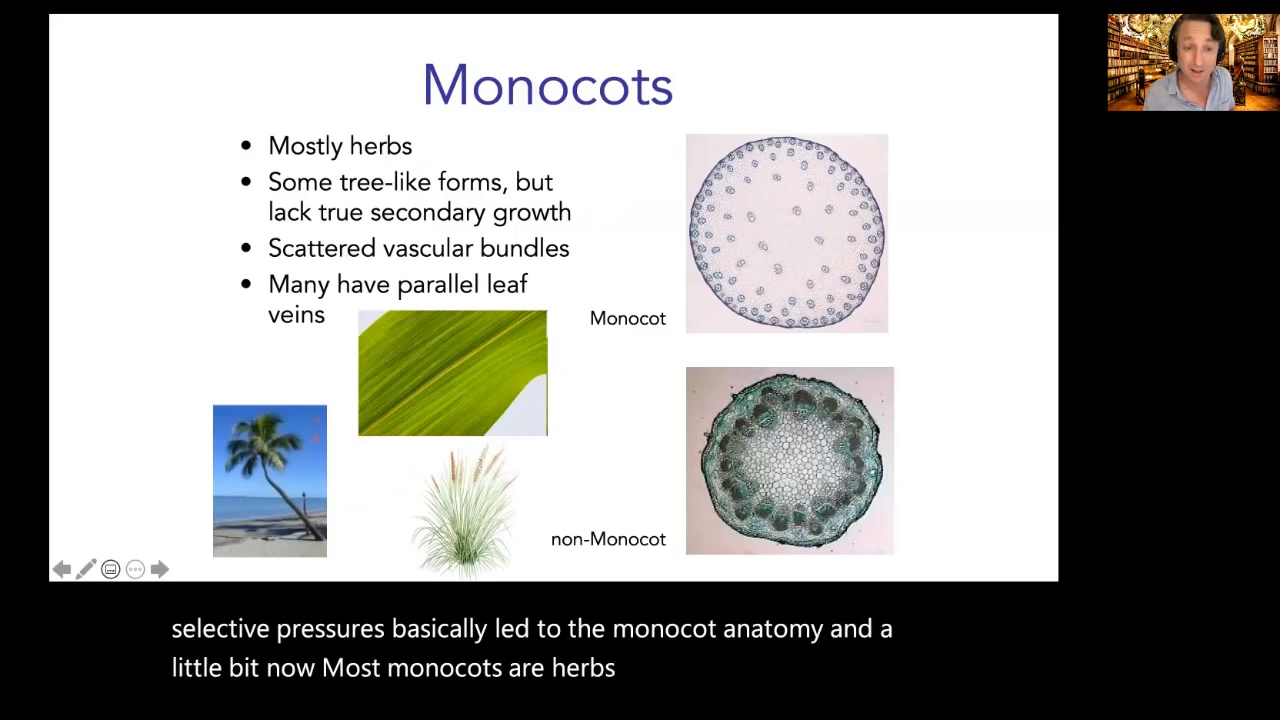 Monocots
• Mostly herbs
• Some tree-like forms, but
lack true secondary growth
• Scattered vascular bundles
• Many have parallel leaf
veins
Monocot
non-Monocot
selective pressures basically led to the monocot anatomy and a
little bit now Most monocots are herbs